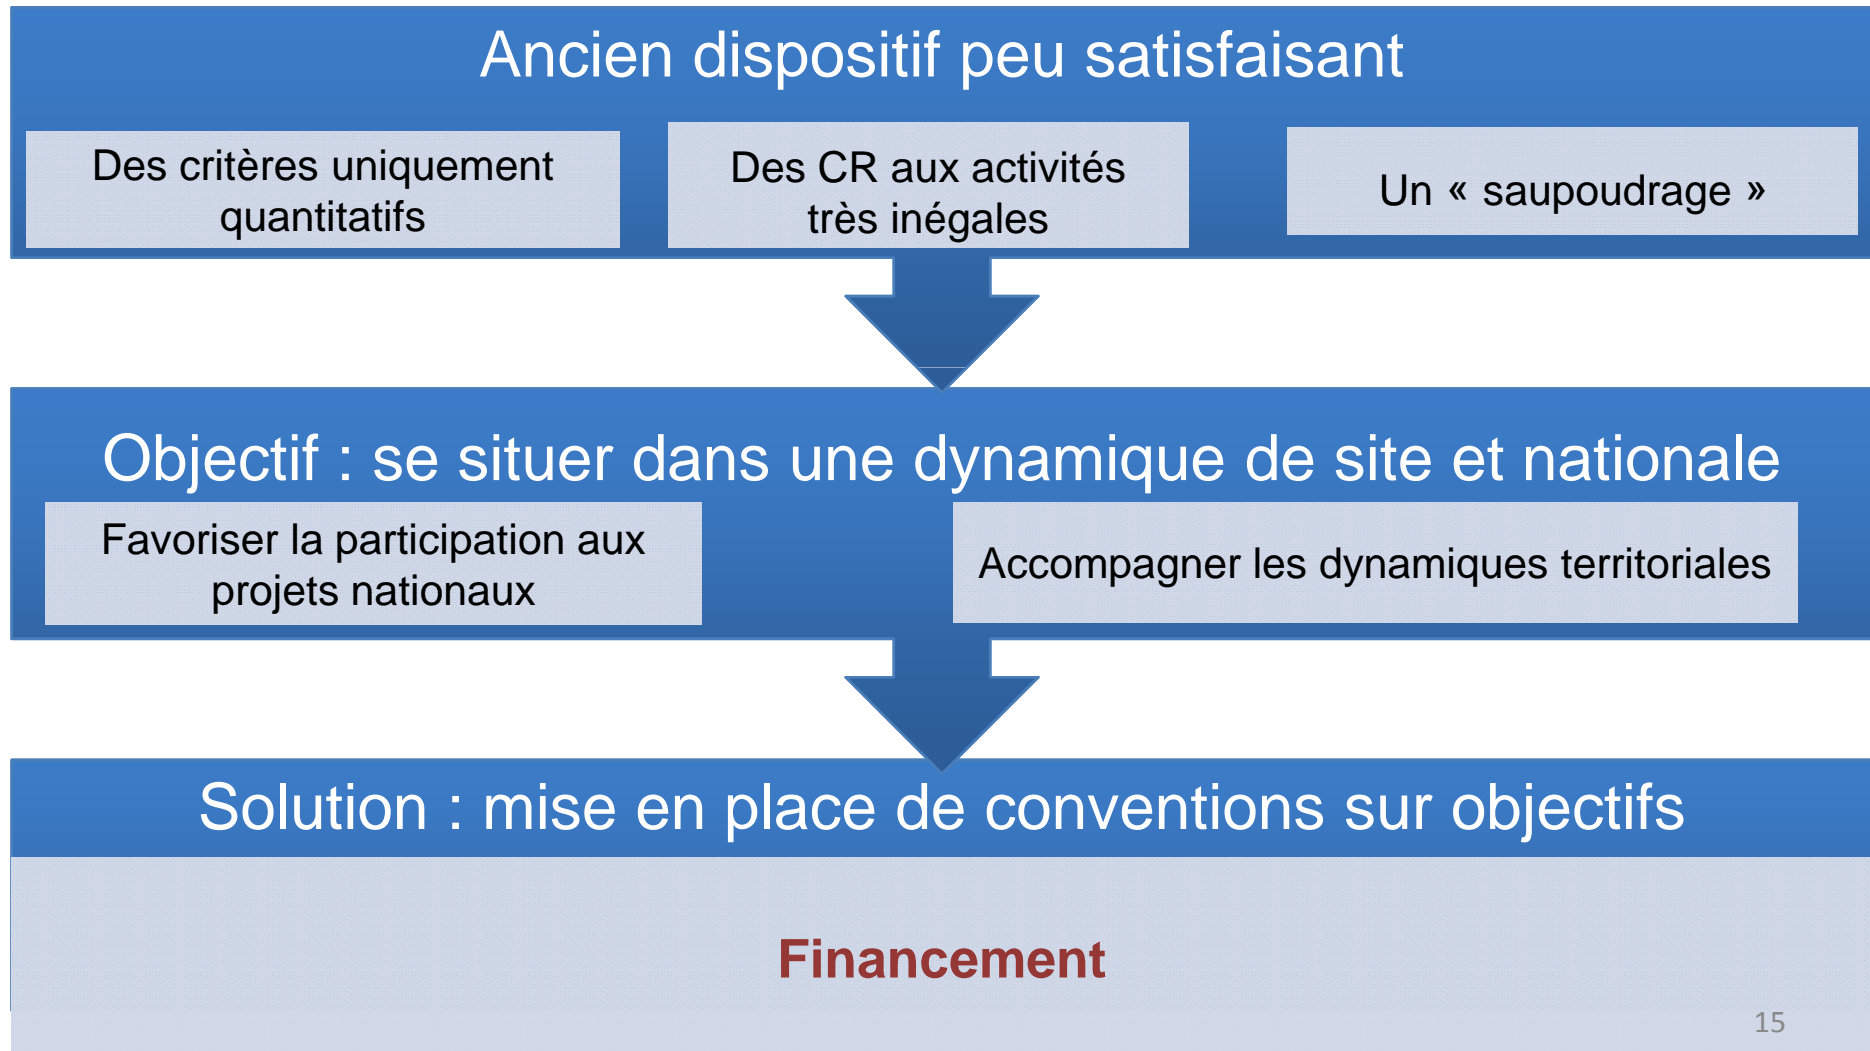 Ancien dispositif peu satisfaisant
Des critères uniquement
quantitatifs
Des CR aux activités
très inégales
Un « saupoudrage »
Objectif : se situer dans une dynamique de site et nationale
Favoriser la participation aux
projets nationaux
Accompagner les dynamiques territoriales
Solution : mise en place de conventions sur objectifs
Financement
15